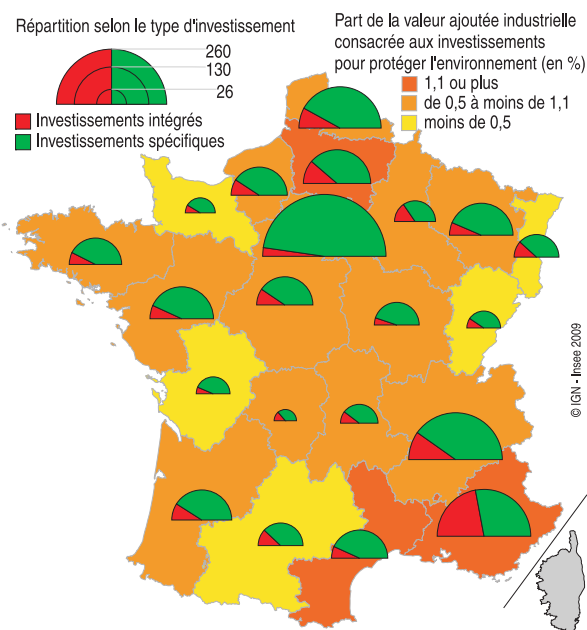 Répartition selon le type d'investissement
260
130
26
Investissements intégrés
Investissements spécifiques
Part de la valeur ajoutée industrielle
consacrée aux investissements
pour protéger l'environnement (en %)
1,1 ou plus
de 0,5 à moins de 1,1
moins de 0,5
© IGN - Insee 2009